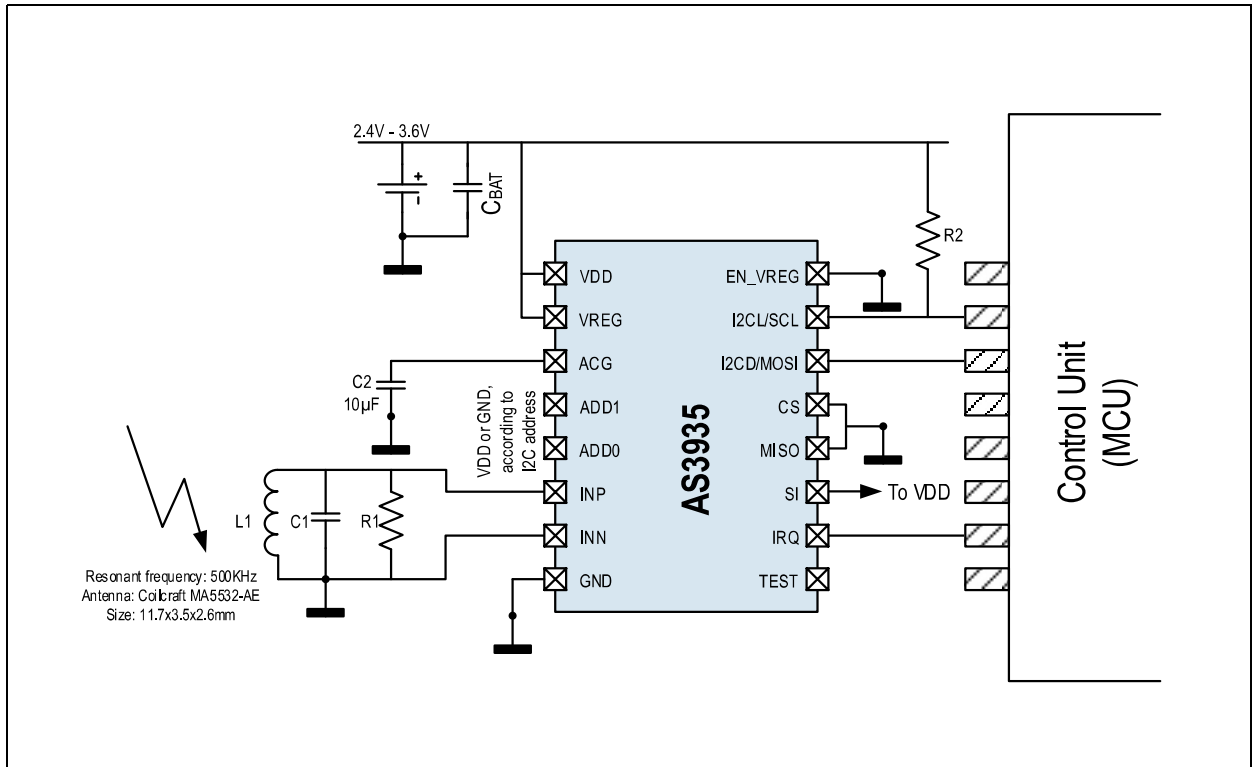 2.4V - 3.6V
+
-
CBAT
R2
VDD
VREG
ACG
ADD1
ADD0
INP
INN
GND
EN_VREG
I2CL/SCL
I2CD/MOSI
CS
MISO
SI
IRQ
TEST
AS3935
C2
10µF
VDD or GND,
according to
I2C address
To VDD
L1
C1
R1
Resonant frequency: 500KHz
Antenna: Coilcraft MA5532-AE
Size: 11.7x3.5x2.6mm
Control Unit
(MCU)